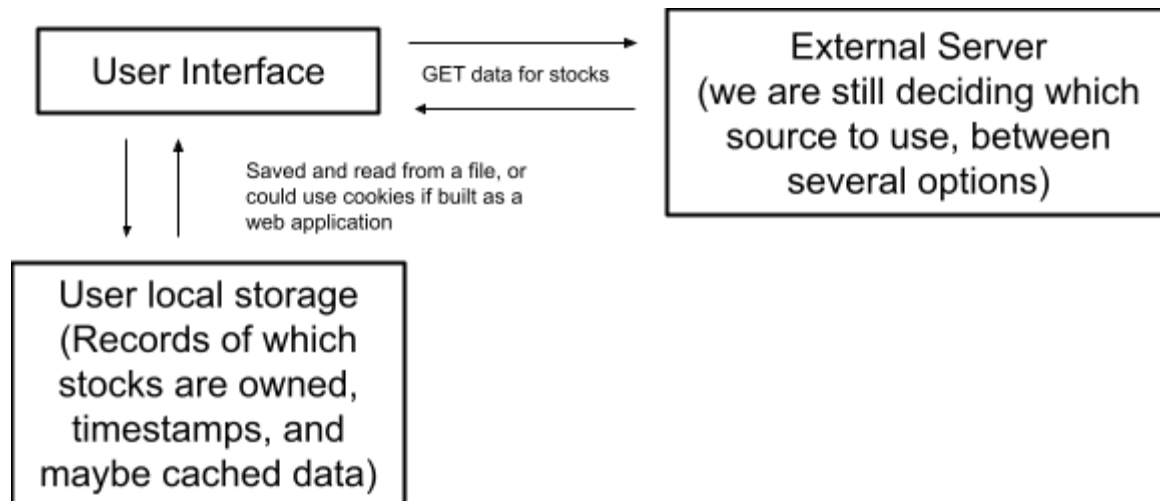 User Interface
GET data for stocks
External Server
(we are still deciding which
source to use, between
several options)
Saved and read from a file, or
could use cookies if built as a
web application
User local storage
(Records of which
stocks are owned,
timestamps, and
maybe cached data)